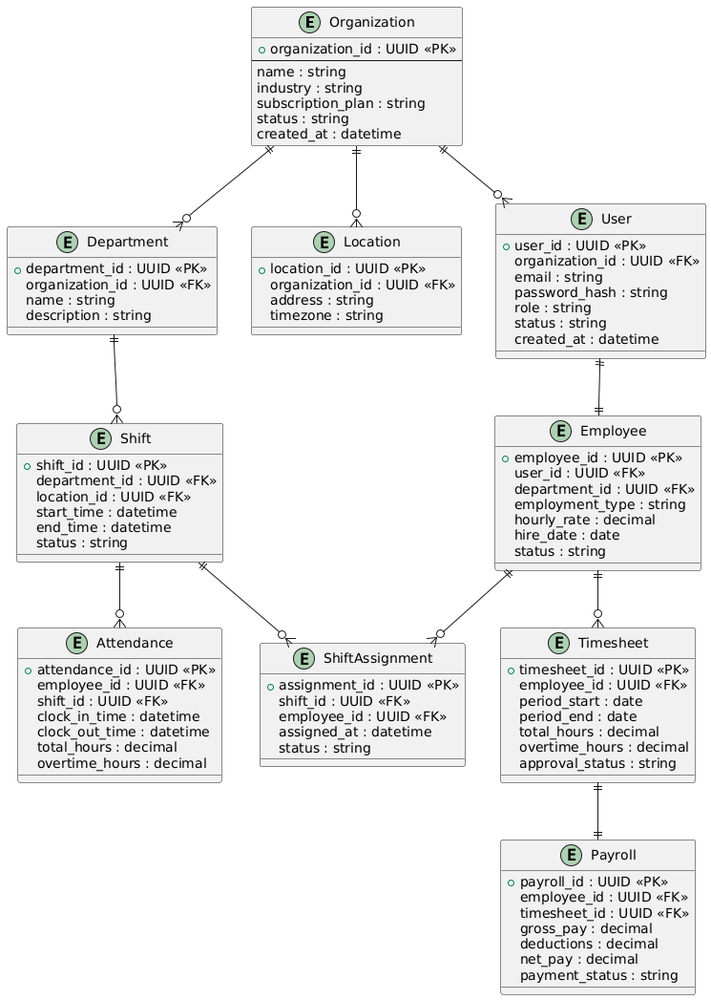 E Organization
organization_id : UUID «PK»
name : string
industry : string
subscription_plan : string
status : string
created_at : datetime
E Department
department_id : UUID «PK»
organization_id : UUID «FK»
name : string
description : string
E Location
location_id : UUID «PK»
organization_id : UUID «FK»
address : string
timezone : string
E User
user_id : UUID «PK»
organization_id : UUID «FK»
email : string
password_hash : string
role : string
status : string
created_at : datetime
E Shift
shift_id : UUID «PK»
department_id : UUID «FK»
location_id : UUID «FK»
start_time : datetime
end_time : datetime
status : string
E Employee
employee_id : UUID «PK»
user_id : UUID «FK»
department_id : UUID «FK»
employment_type : string
hourly_rate : decimal
hire_date : date
status : string
E Attendance
attendance_id : UUID «PK»
employee_id : UUID «FK»
shift_id : UUID «FK»
clock_in_time : datetime
clock_out_time : datetime
total_hours : decimal
overtime_hours : decimal
E ShiftAssignment
assignment_id : UUID «PK»
shift_id : UUID «FK»
employee_id : UUID «FK»
assigned_at : datetime
status : string
E Timesheet
timesheet_id : UUID «PK»
employee_id : UUID «FK»
period_start : date
period_end : date
total_hours : decimal
overtime_hours : decimal
approval_status : string
E Payroll
payroll_id : UUID «PK»
employee_id : UUID «FK»
timesheet_id : UUID «FK»
gross_pay : decimal
deductions : decimal
net_pay : decimal
payment_status : string